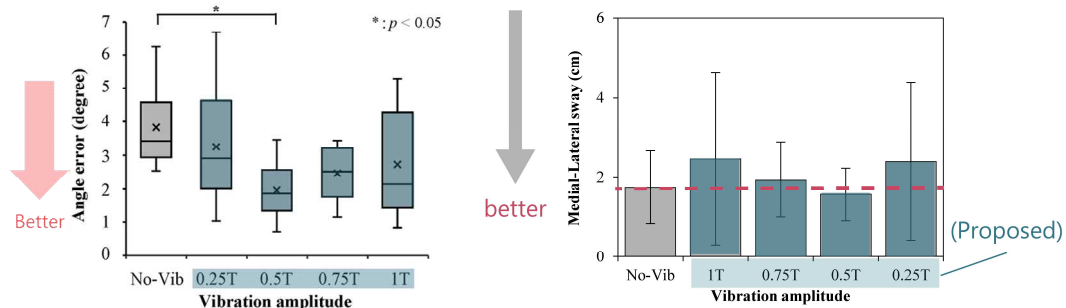 7
6
5
4
3
2
1
0
Angle error (degree)
*
*: p < 0.05
Better
No-Vib 0.25T 0.5T 0.75T 1T
Vibration amplitude
better
6
4
2
0
Medial-Lateral sway (cm)
(Proposed)
No-Vib 1T 0.75T 0.5T 0.25T
Vibration amplitude